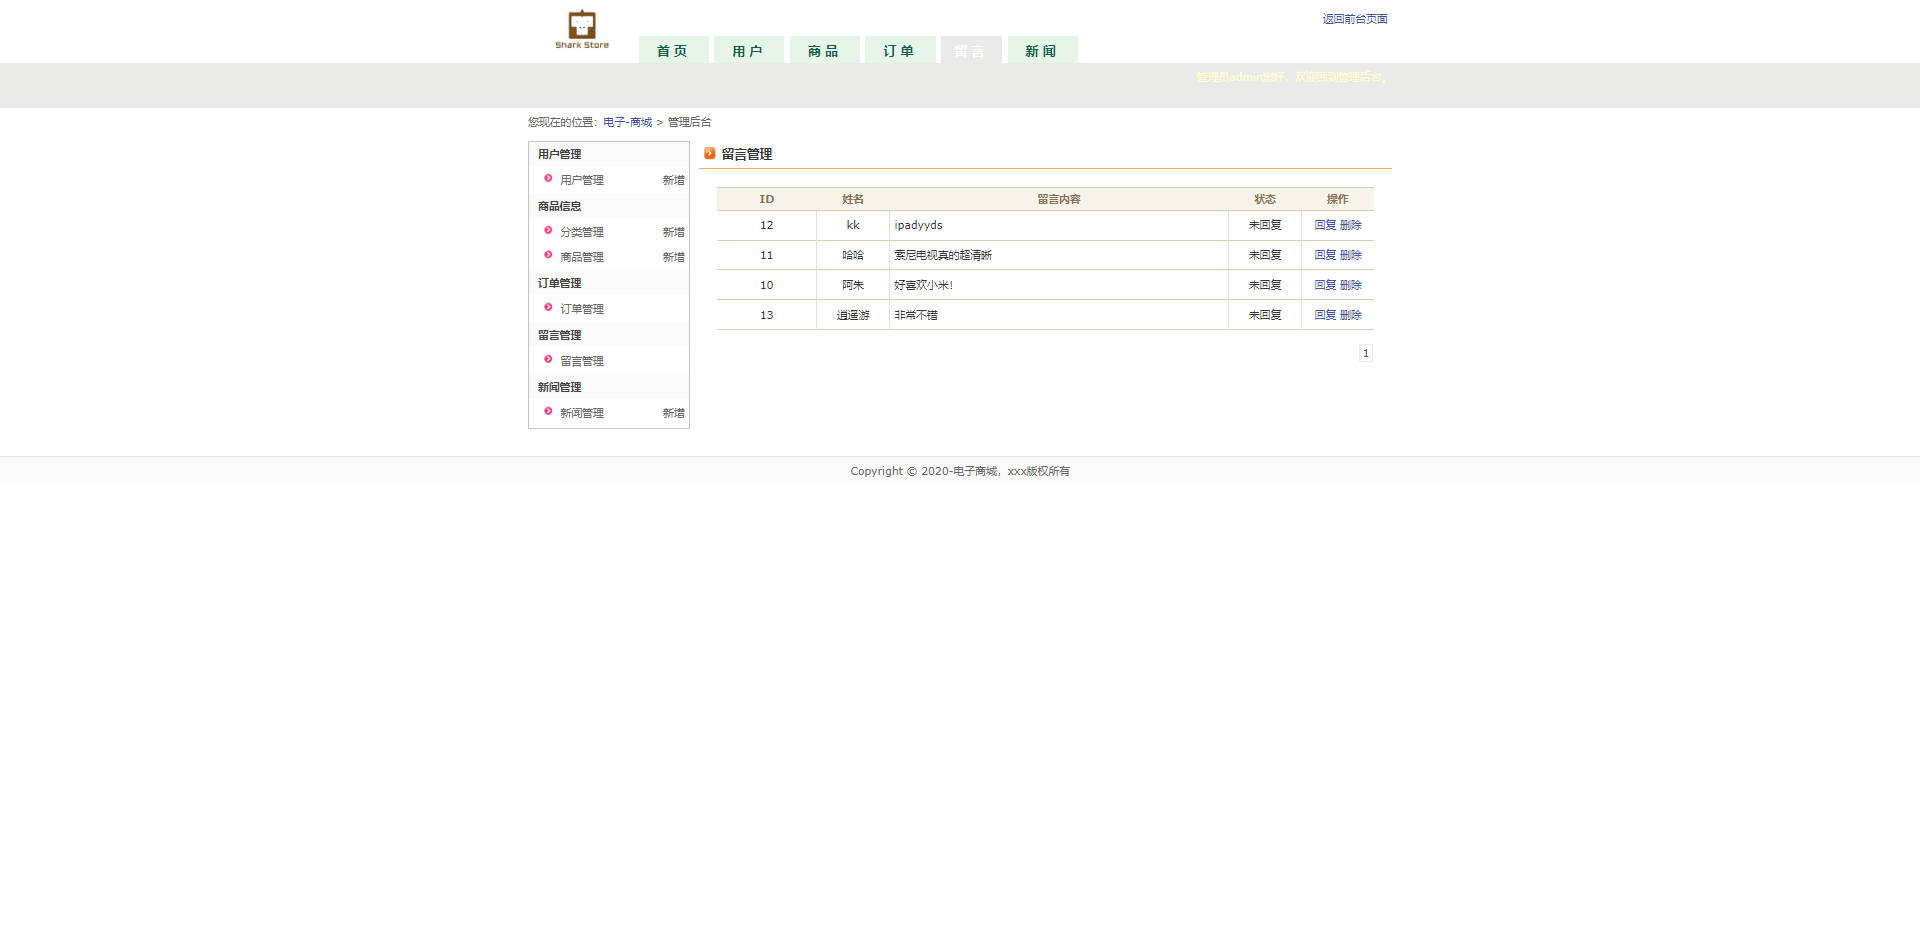 Shark Store
返回前台页面
首页 用户 商品 订单 留言 新闻
管理员admin您好，欢迎回到管理后台。
您现在的位置：电子-商城 > 管理后台
用户管理
用户管理 新增
商品信息
分类管理 新增
商品管理 新增
订单管理
订单管理
留言管理
留言管理
新闻管理
新闻管理 新增
留言管理
ID 姓名 留言内容 状态 操作
12 kk ipadyyds 未回复 回复 删除
11 哈哈 索尼电视真的超清晰 未回复 回复 删除
10 阿朱 好喜欢小米！ 未回复 回复 删除
13 逍遥游 非常不错 未回复 回复 删除
1
Copyright © 2020-电子商城，xxx版权所有